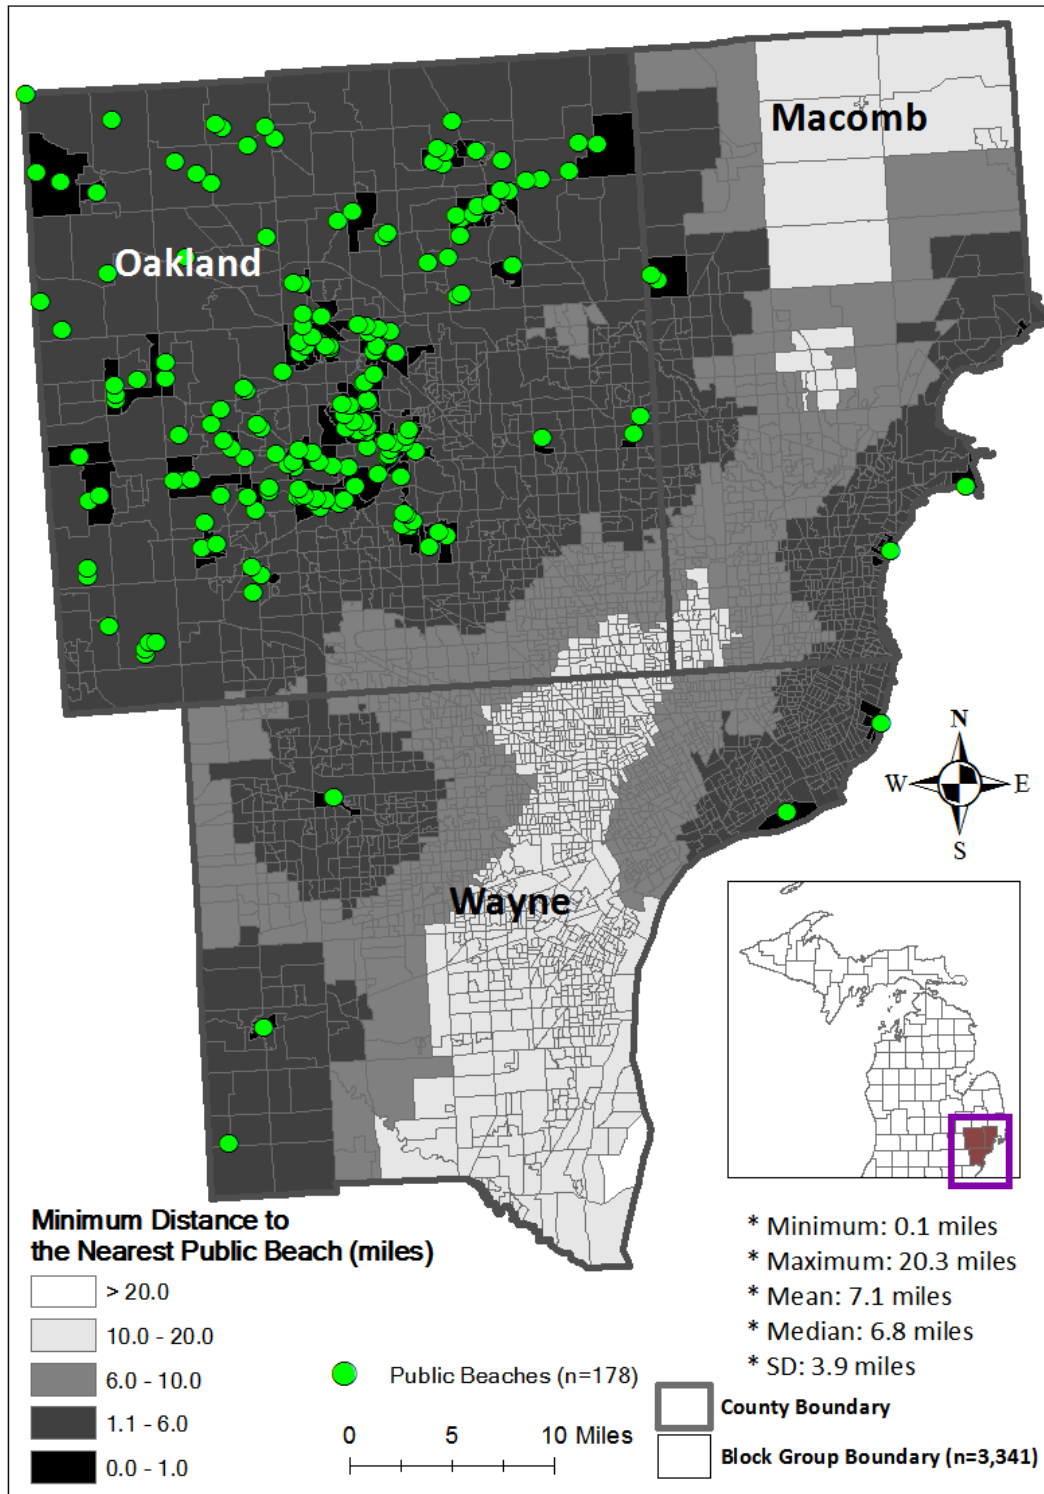 Macomb
Oakland
Wayne
N
W
E
S
Minimum Distance to
the Nearest Public Beach (miles)
> 20.0
10.0 - 20.0
6.0 - 10.0
1.1 - 6.0
0.0 - 1.0
Public Beaches (n=178)
0 5 10 Miles
* Minimum: 0.1 miles
* Maximum: 20.3 miles
* Mean: 7.1 miles
* Median: 6.8 miles
* SD: 3.9 miles
County Boundary
Block Group Boundary (n=3,341)